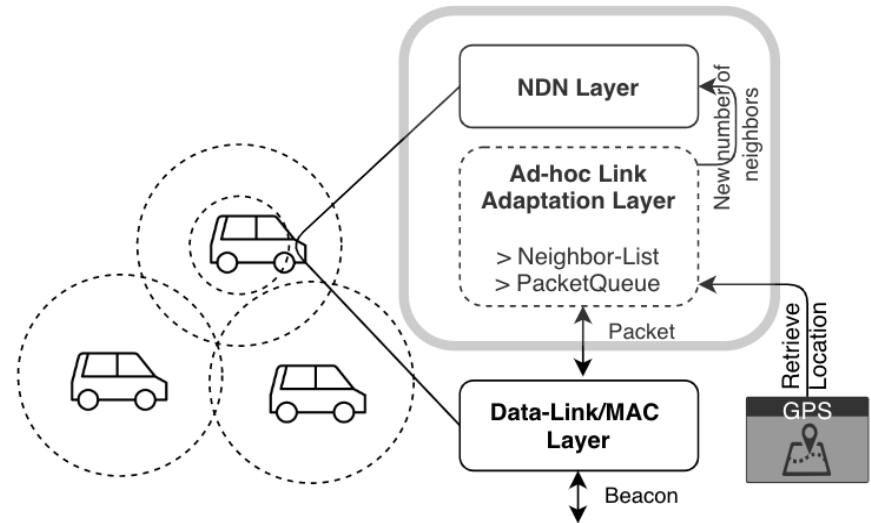 NDN Layer
New number of
neighbors
Ad-hoc Link
Adaptation Layer
> Neighbor-List
> PacketQueue
Packet
Retrieve
Location
Data-Link/MAC
Layer
GPS
Beacon